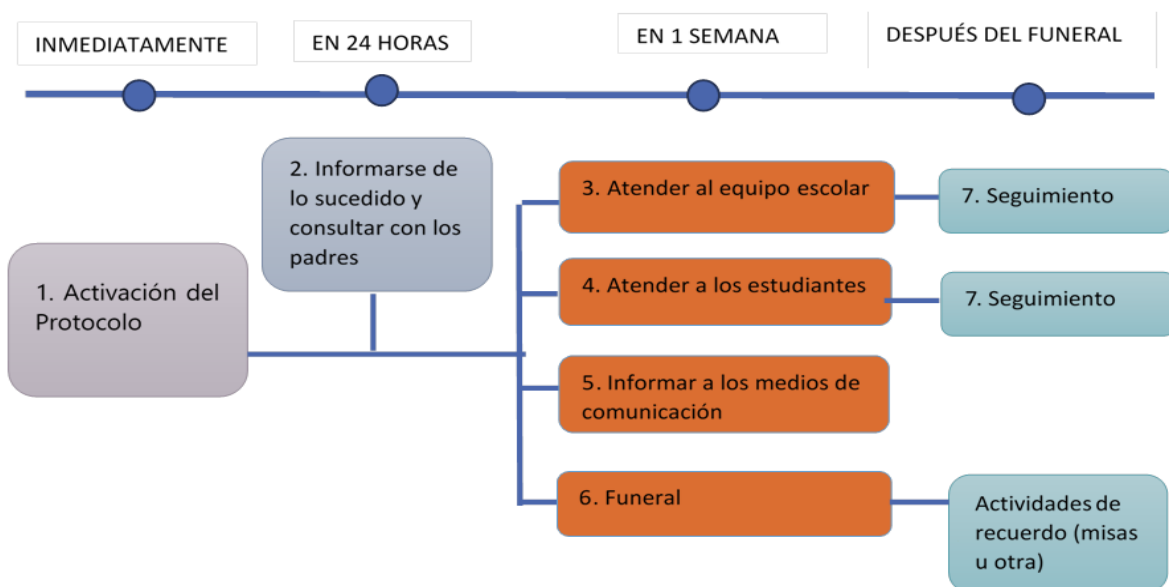 INMEDIATAMENTE
EN 24 HORAS
EN 1 SEMANA
DESPUÉS DEL FUNERAL
1. Activación del
Protocolo
2. Informarse de
lo sucedido y
consultar con los
padres
3. Atender al equipo escolar
7. Seguimiento
4. Atender a los estudiantes
7. Seguimiento
5. Informar a los medios de
comunicación
6. Funeral
Actividades de
recuerdo (misas
u otra)